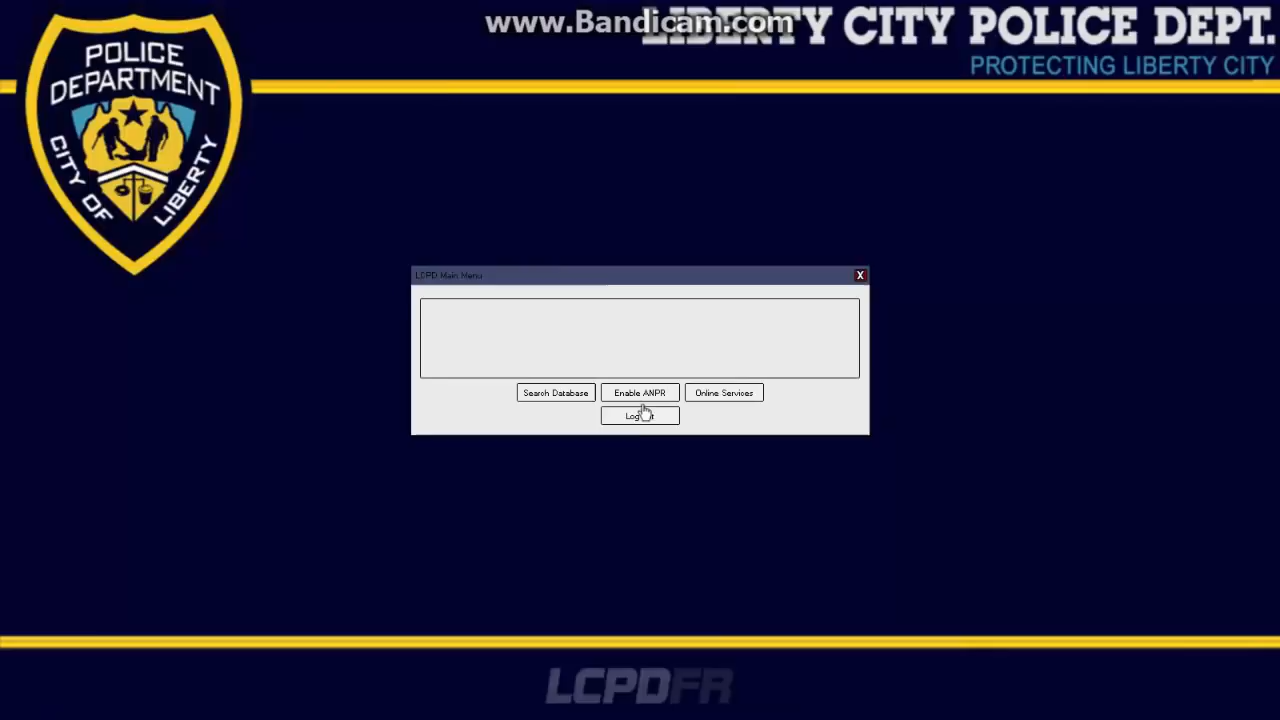 www.Bandicam.com
LIBERTY CITY POLICE DEPT.
PROTECTING LIBERTY CITY
POLICE
DEPARTMENT
CITY OF LIBERTY
LCPD Main Menu
X
Search Database
Enable ANPR
Online Services
LCPDFR